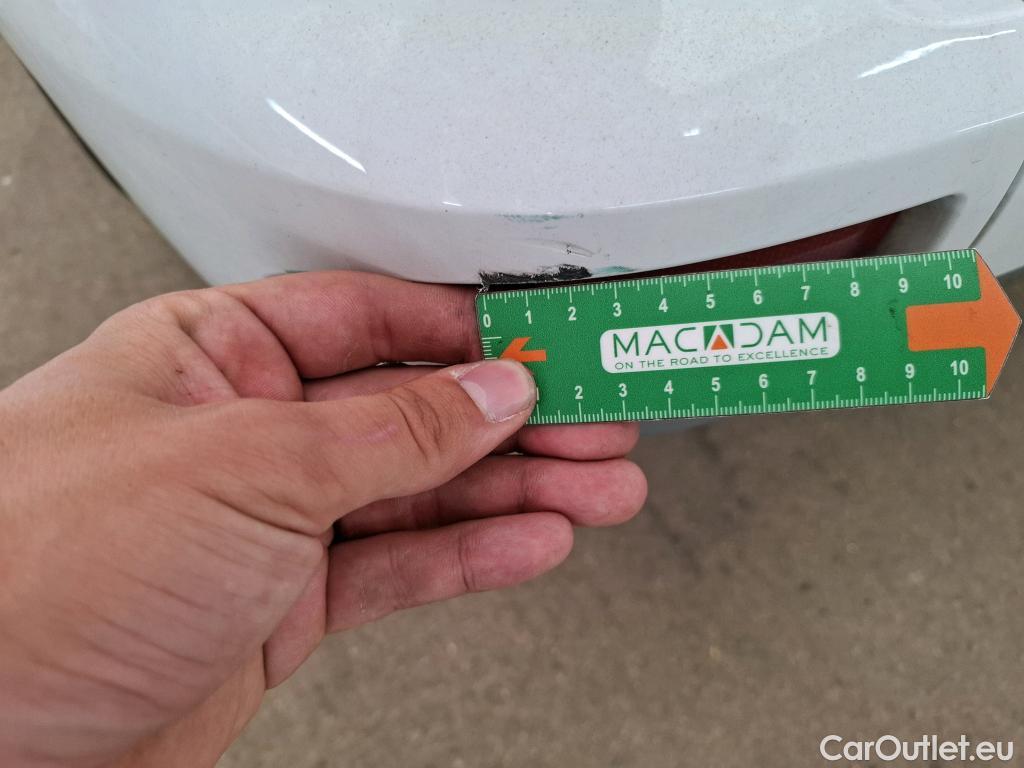 0 1 2 3 4 5 6 7 8 9 10
MACADAM
ON THE ROAD TO EXCELLENCE
2 3 4 5 6 7 8 9 10
CarOutlet.eu